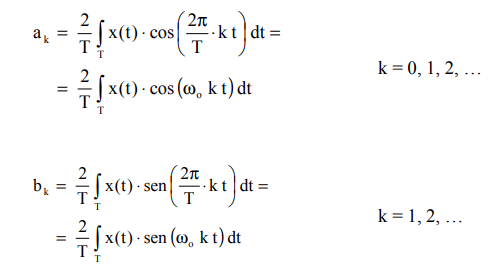 a_k = 2/T ∫_T x(t) · cos(2π/T · k t) dt =
= 2/T ∫_T x(t) · cos(ω_o k t) dt
k = 0, 1, 2, …
b_k = 2/T ∫_T x(t) · sen(2π/T · k t) dt =
= 2/T ∫_T x(t) · sen(ω_o k t) dt
k = 1, 2, …